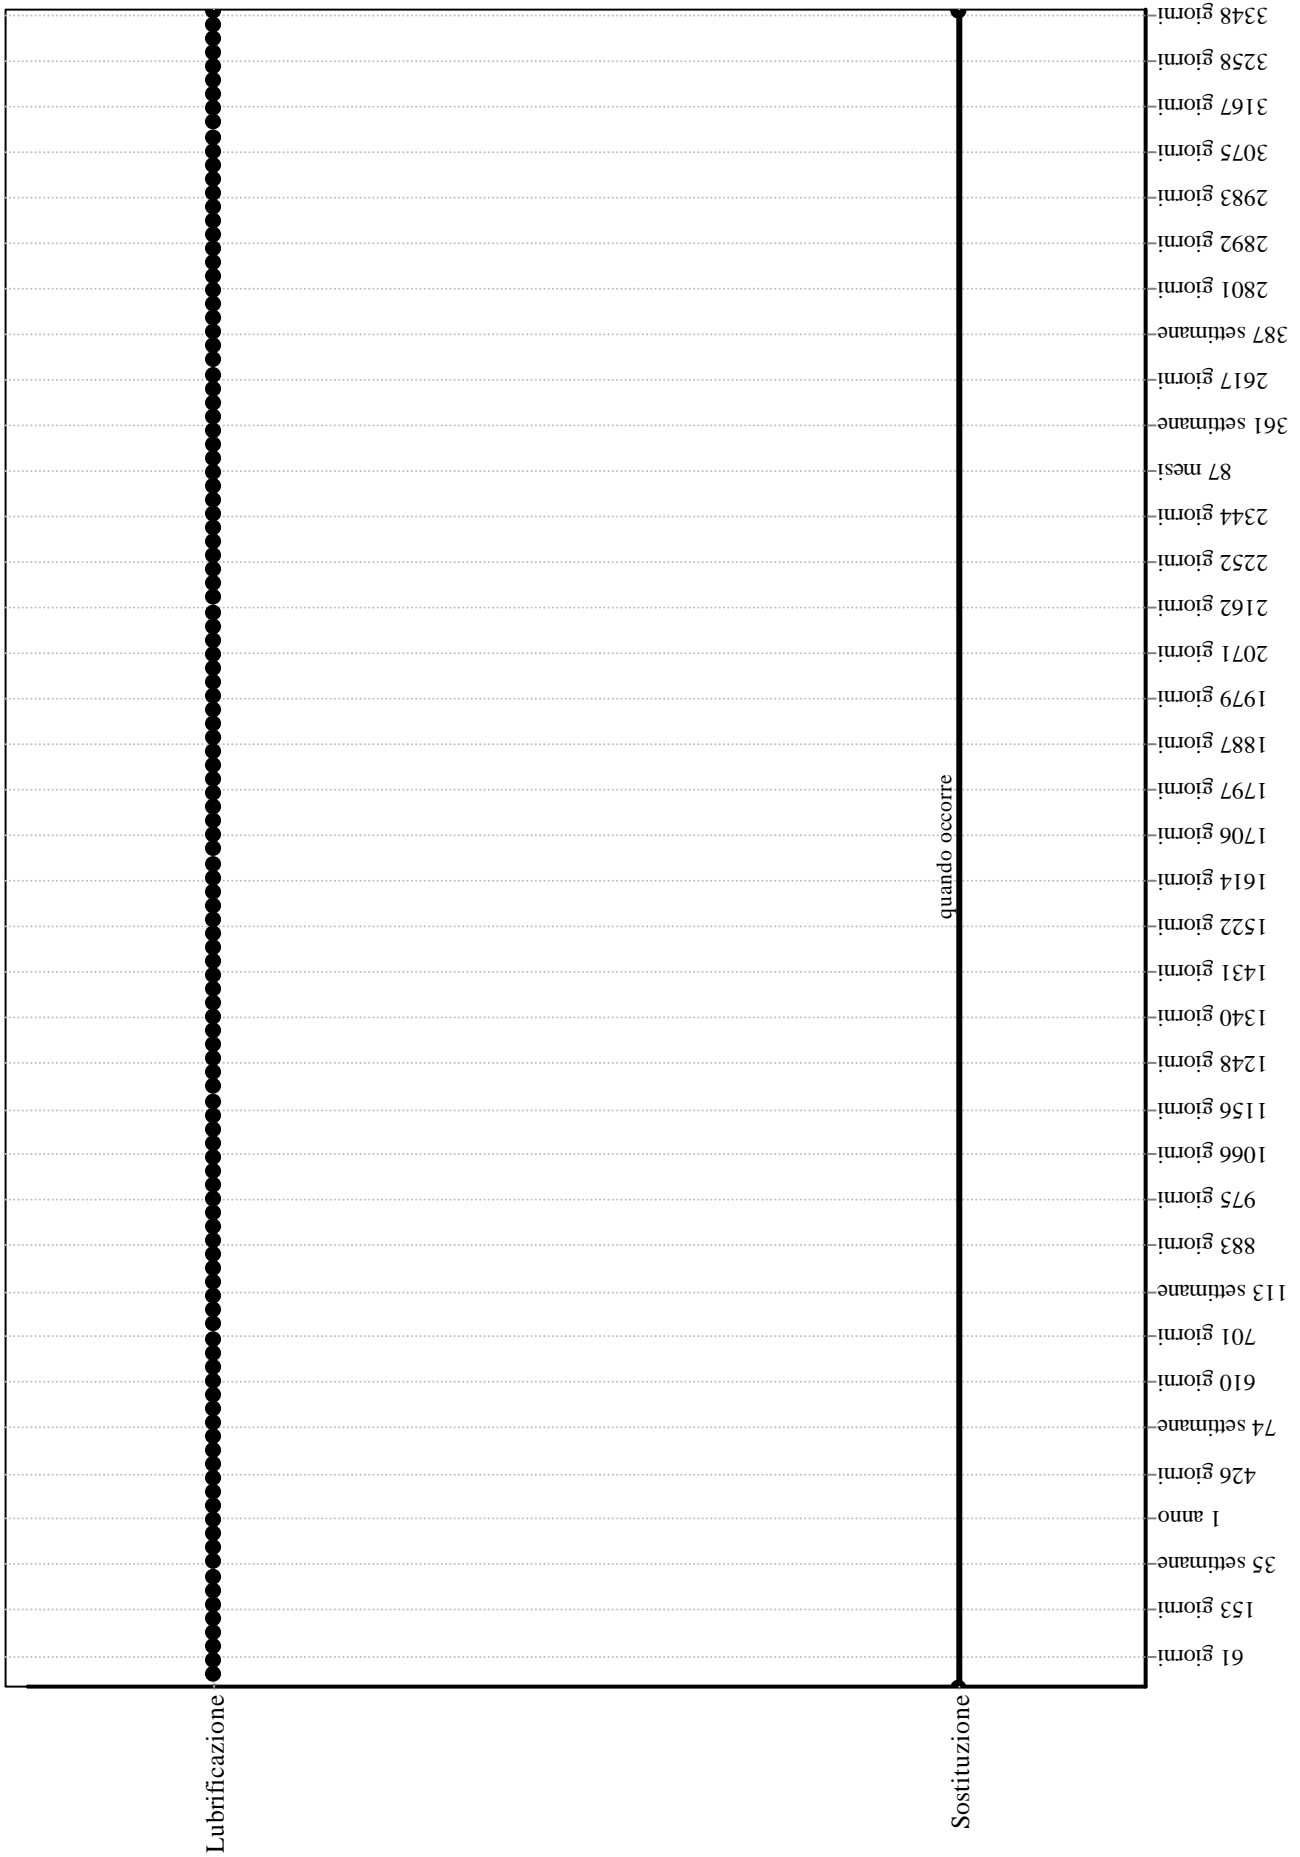 3348 giorni
3258 giorni
3167 giorni
3075 giorni
2983 giorni
2892 giorni
2801 giorni
387 settimane
2617 giorni
361 settimane
87 mesi
2344 giorni
2252 giorni
2162 giorni
2071 giorni
1979 giorni
1887 giorni
1797 giorni
quando occorre
1706 giorni
1614 giorni
1522 giorni
1431 giorni
1340 giorni
1248 giorni
1156 giorni
1066 giorni
975 giorni
883 giorni
113 settimane
701 giorni
610 giorni
74 settimane
426 giorni
1 anno
35 settimane
153 giorni
61 giorni
Lubrificazione
Sostituzione